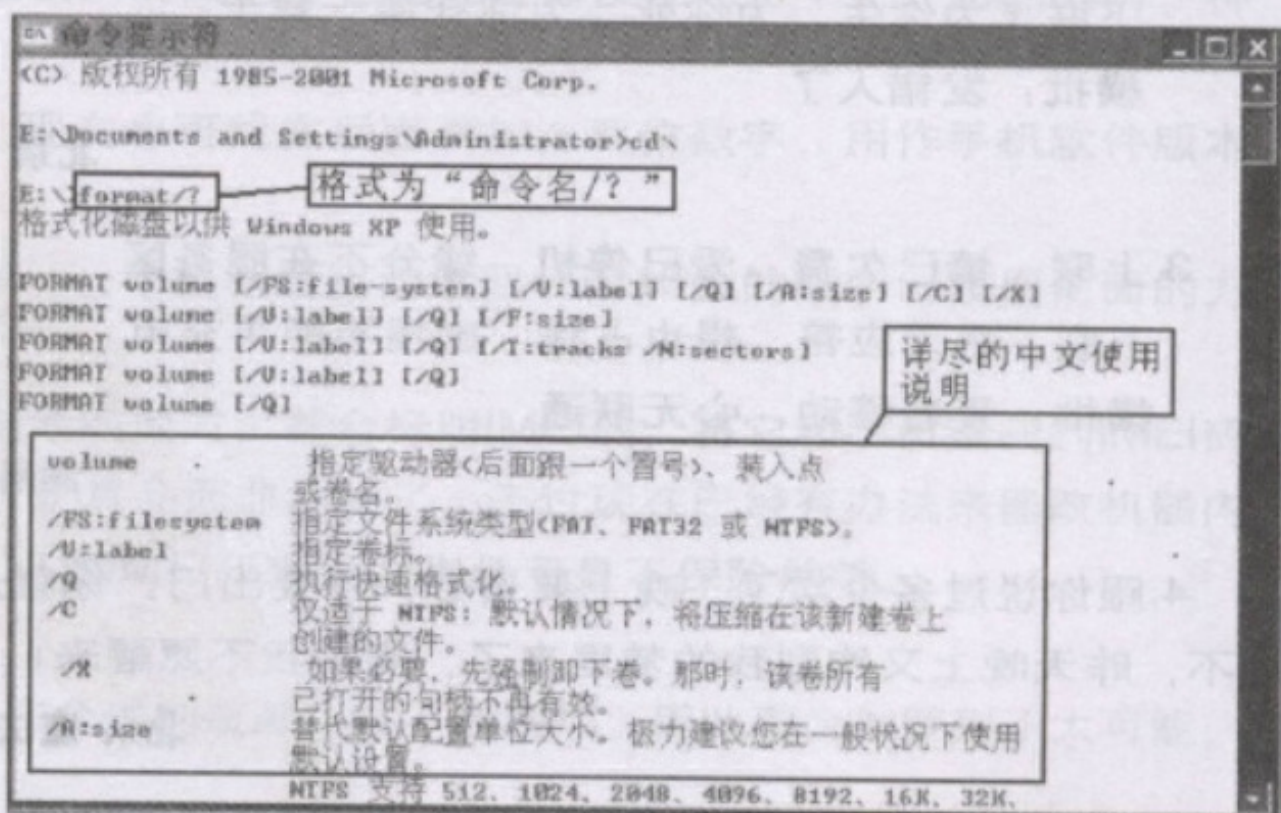 命令提示符
(C) 版权所有 1985-2001 Microsoft Corp.
E:\Documents and Settings\Administrator>cd\
E:\>format/?
格式为“命令名/? ”
格式化磁盘以供 Windows XP 使用。
FORMAT volume [/FS:file-system] [/V:label] [/Q] [/A:size] [/C] [/X]
FORMAT volume [/V:label] [/Q] [/F:size]
FORMAT volume [/V:label] [/Q] [/T:tracks /N:sectors]
FORMAT volume [/V:label] [/Q]
FORMAT volume [/Q]
详尽的中文使用
说明
volume 指定驱动器(后面跟一个冒号)、装入点
或卷名。
/FS:filesystem 指定文件系统类型(FAT、FAT32 或 NTFS)。
/V:label 指定卷标。
/Q 执行快速格式化。
/C 仅适于 NTFS: 默认情况下，将压缩在该新建卷上
创建的文件。
/X 如果必要，先强制卸下卷。那时，该卷所有
已打开的句柄不再有效。
/A:size 替代默认配置单位大小。极力建议您在一般状况下使用
默认设置。
NTFS 支持 512、1024、2048、4096、8192、16K、32K、